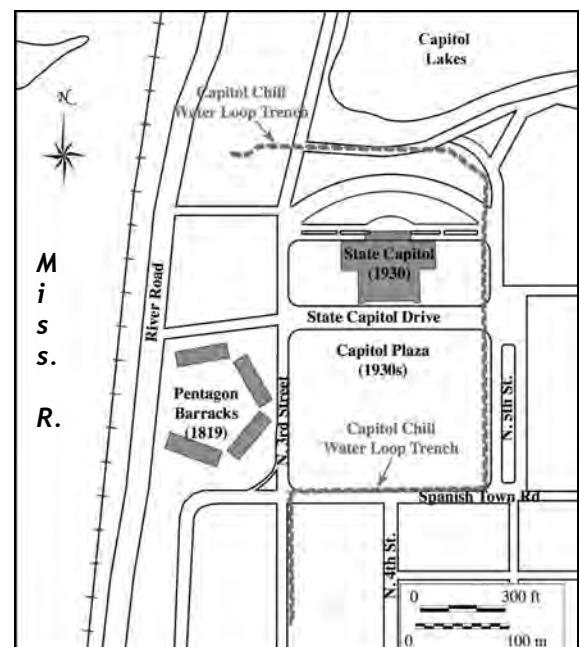 Capitol
Lakes
Capitol Chill
Water Loop Trench
N
State Capitol
(1930)
State Capitol Drive
River Road
M
i
s
s.
R.
Capitol Plaza
(1930s)
Pentagon
Barracks
(1819)
N. 3rd Street
N. 5th St.
Capitol Chill
Water Loop Trench
Spanish Town Rd
N. 4th St.
0 300 ft
0 100 m